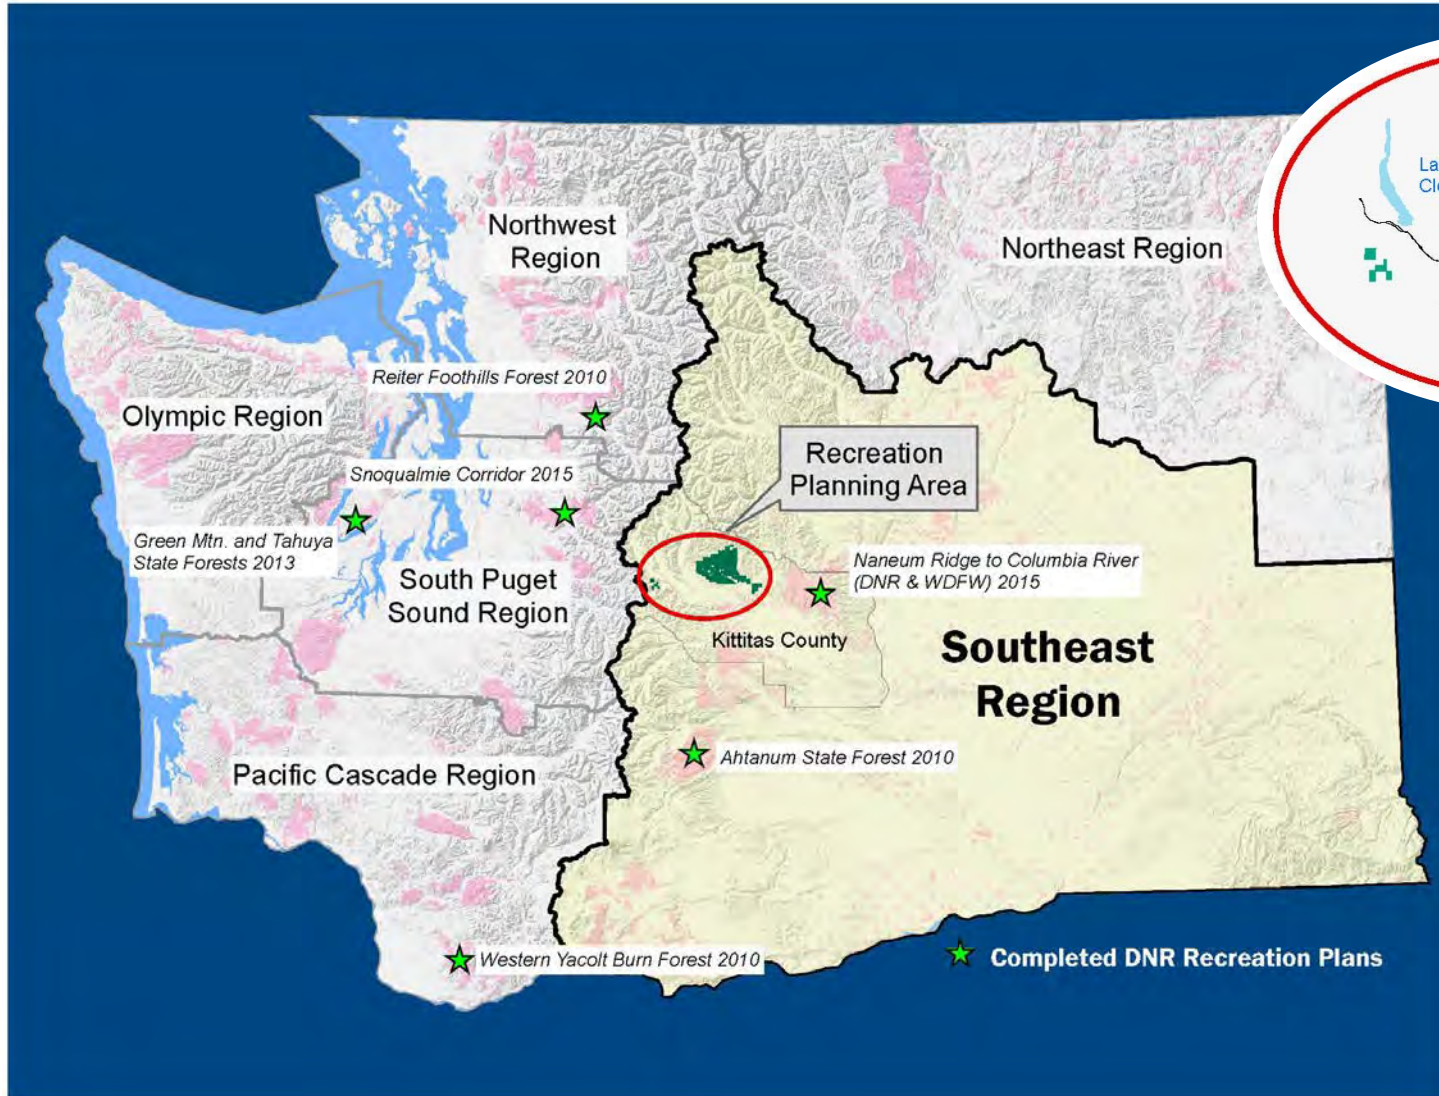 Northwest
Region
Northeast Region
La
Cl
Reiter Foothills Forest 2010
Olympic Region
Recreation
Planning Area
Snoqualmie Corridor 2015
Green Mtn. and Tahuya
State Forests 2013
South Puget
Sound Region
Naneum Ridge to Columbia River
(DNR & WDFW) 2015
Kittitas County
Southeast
Region
Ahtanum State Forest 2010
Pacific Cascade Region
Western Yacolt Burn Forest 2010
Completed DNR Recreation Plans